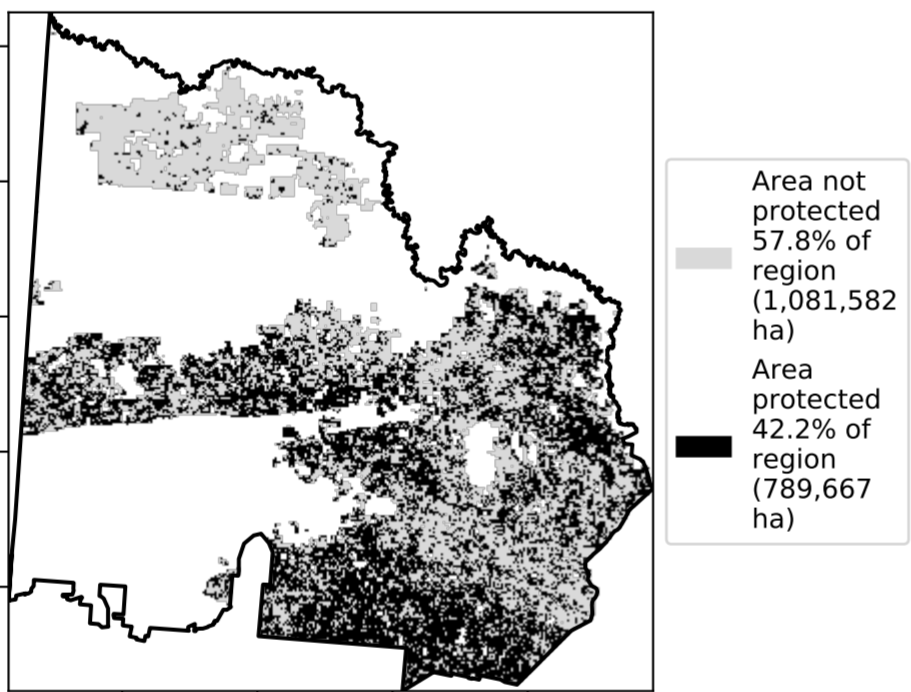 Area not
protected
57.8% of
region
(1,081,582
ha)
Area
protected
42.2% of
region
(789,667
ha)